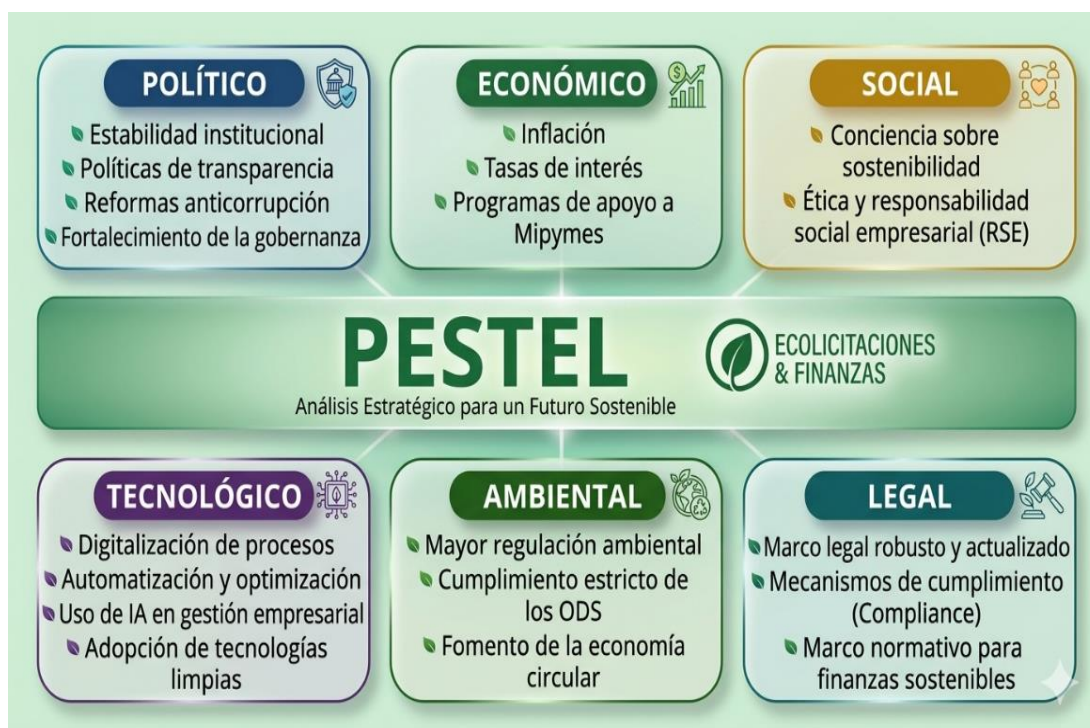 POLÍTICO
Estabilidad institucional
Políticas de transparencia
Reformas anticorrupción
Fortalecimiento de la gobernanza
ECONÓMICO
Inflación
Tasas de interés
Programas de apoyo a
Mipymes
SOCIAL
Conciencia sobre
sostenibilidad
Ética y responsabilidad
social empresarial (RSE)
PESTEL
Análisis Estratégico para un Futuro Sostenible
ECOLICITACIONES
& FINANZAS
TECNOLÓGICO
Digitalización de procesos
Automatización y optimización
Uso de IA en gestión empresarial
Adopción de tecnologías
limpias
AMBIENTAL
Mayor regulación ambiental
Cumplimiento estricto de
los ODS
Fomento de la economía
circular
LEGAL
Marco legal robusto y actualizado
Mecanismos de cumplimiento
(Compliance)
Marco normativo para
finanzas sostenibles